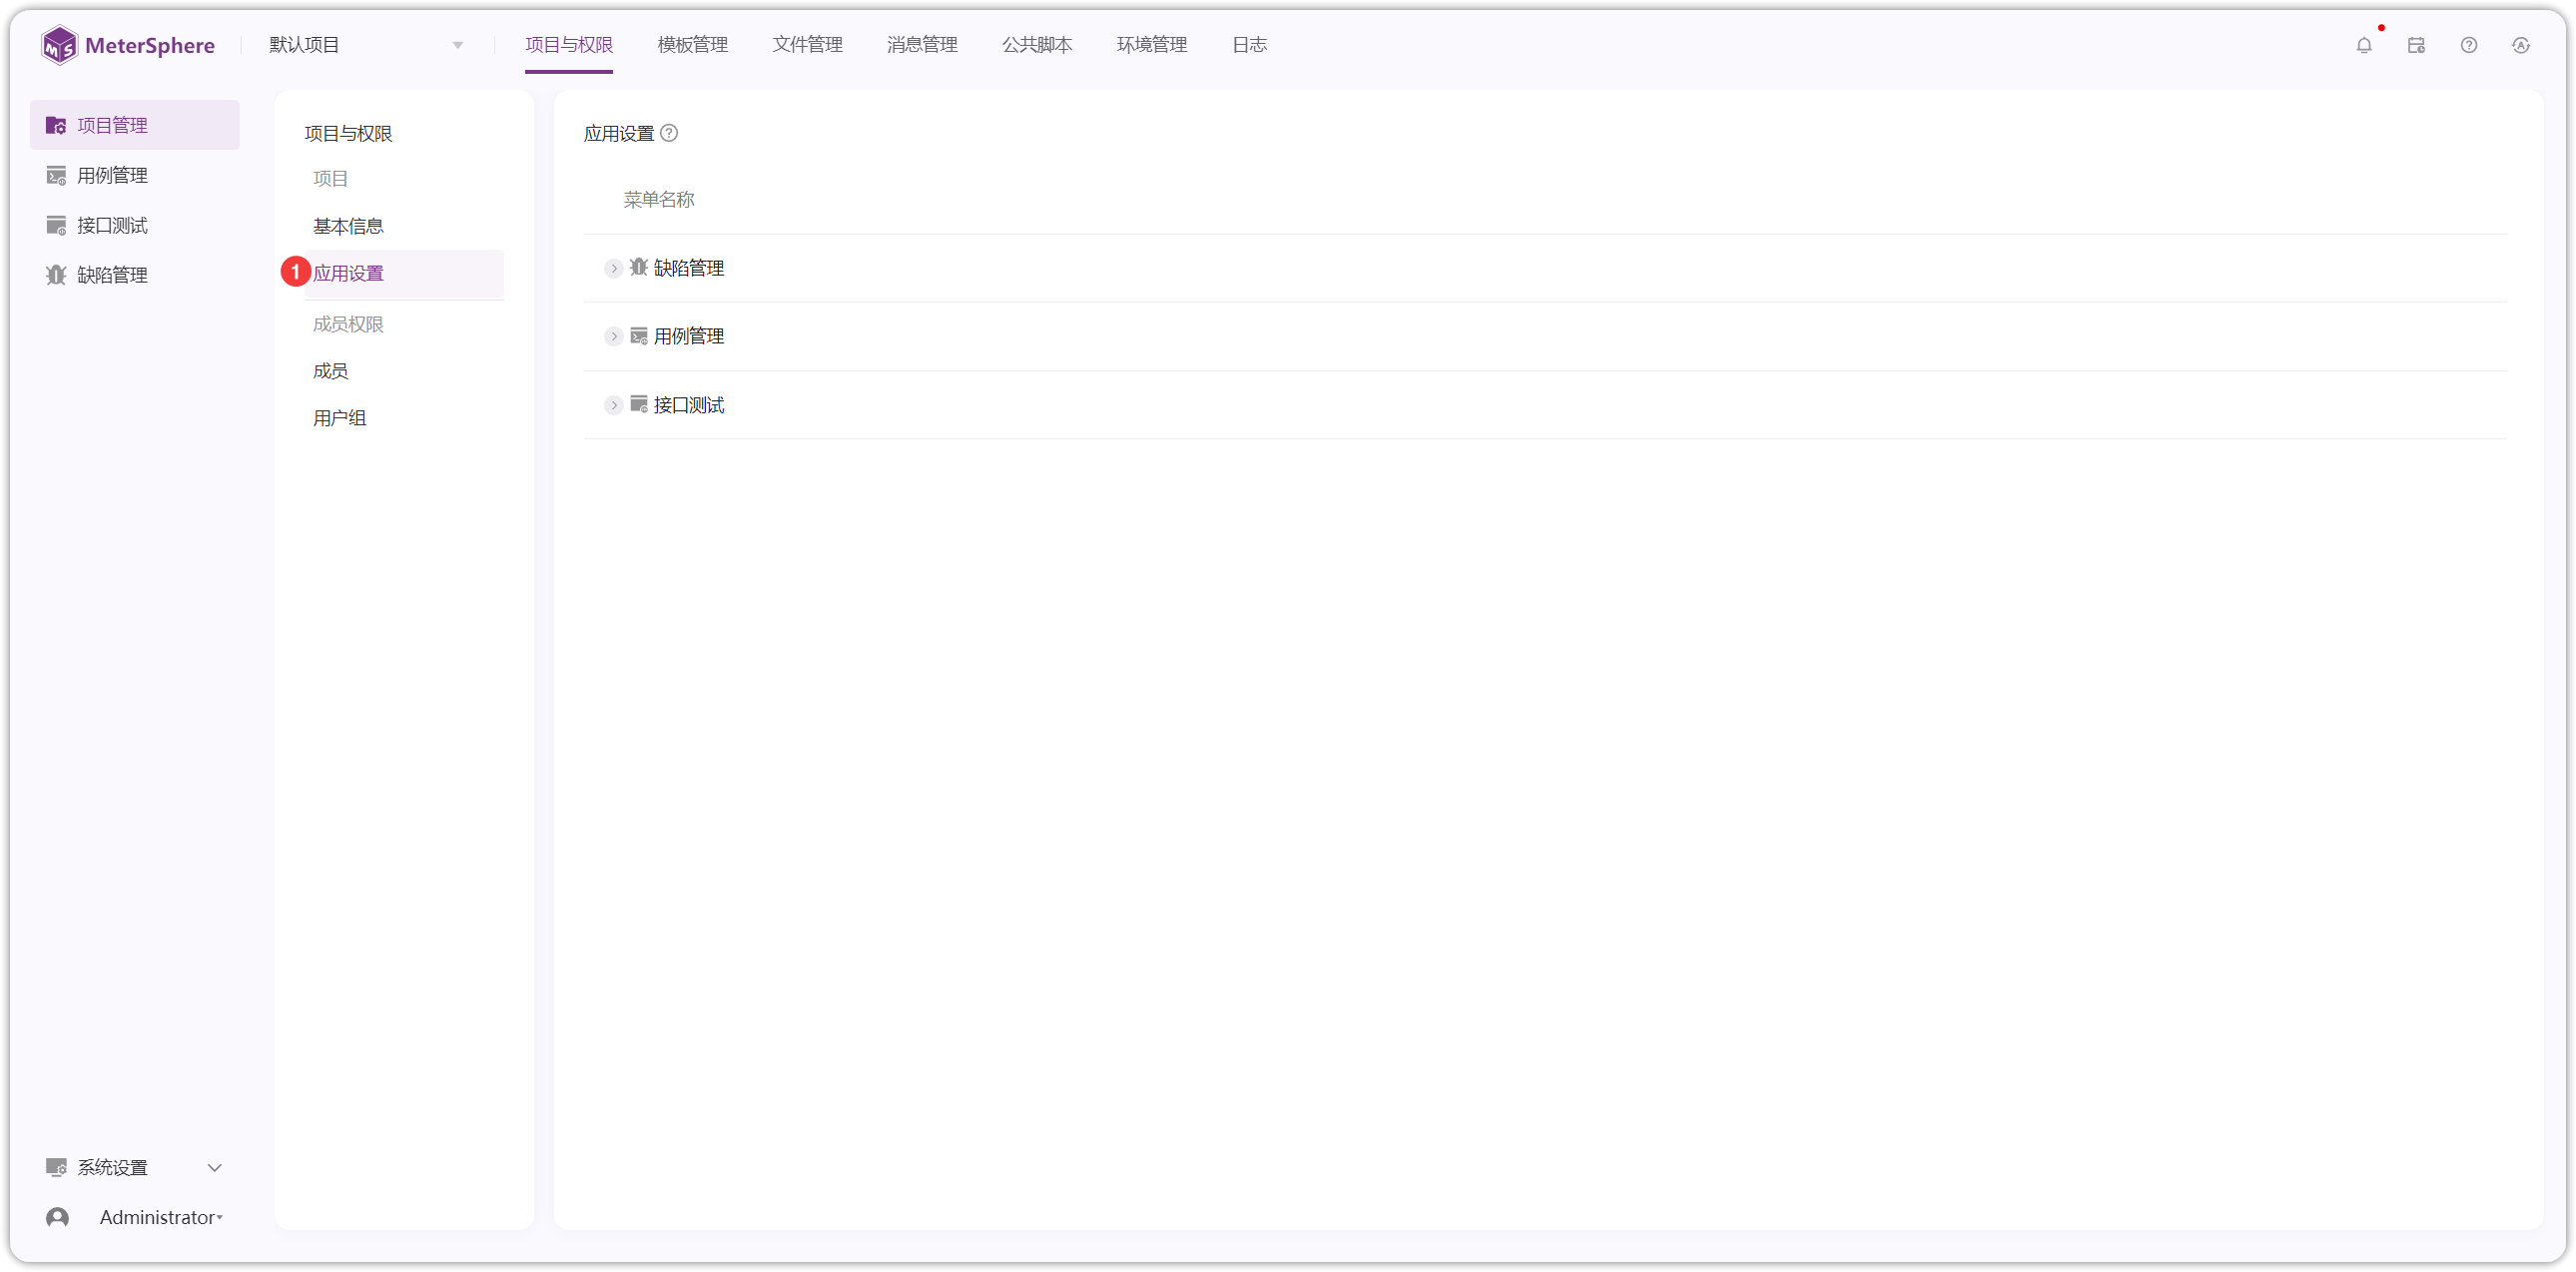 MeterSphere
默认项目
项目与权限
模板管理
文件管理
消息管理
公共脚本
环境管理
日志
项目管理
用例管理
接口测试
缺陷管理
系统设置
Administrator
项目与权限
项目
基本信息
1 应用设置
成员权限
成员
用户组
应用设置
菜单名称
缺陷管理
用例管理
接口测试